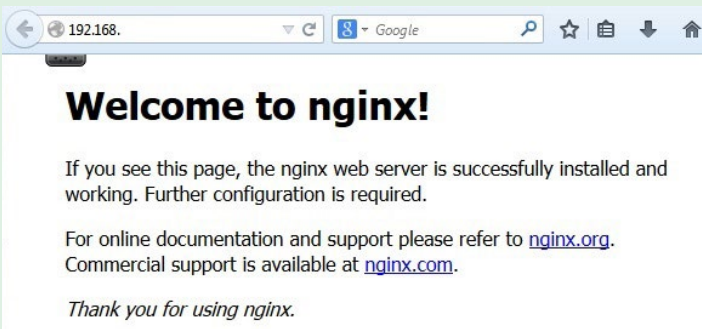 192.168.
8 Google
Welcome to nginx!
If you see this page, the nginx web server is successfully installed and
working. Further configuration is required.
For online documentation and support please refer to nginx.org.
Commercial support is available at nginx.com.
Thank you for using nginx.